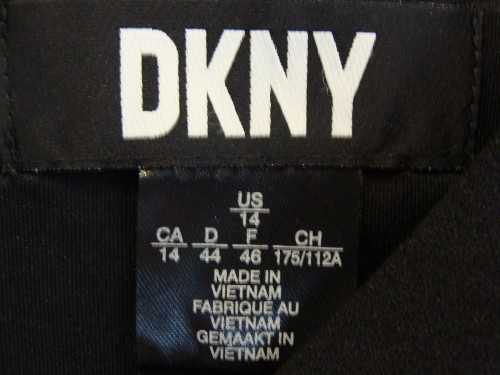 DKNY
US
14
CA D F CH
14 44 46 175/112A
MADE IN
VIETNAM
FABRIQUE AU
VIETNAM
GEMAAKT IN
VIETNAM